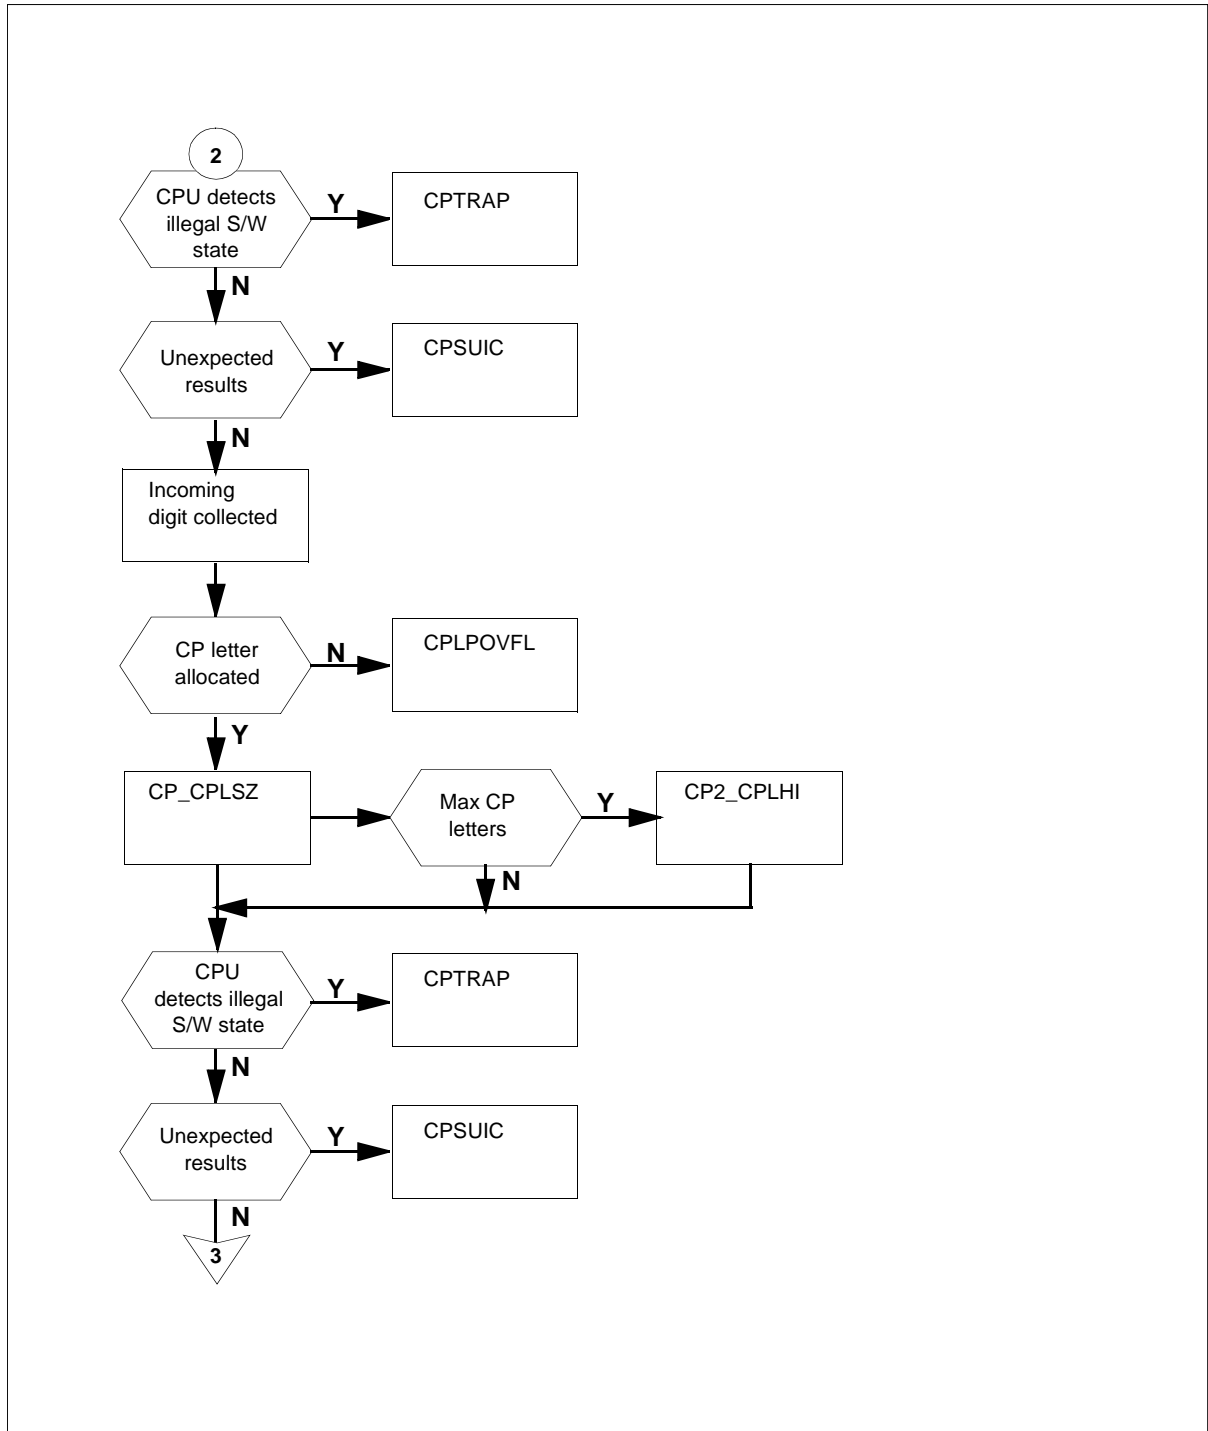 2
CPU detects
illegal S/W
state
Y
CPTRAP
N
Unexpected
results
Y
CPSUIC
N
Incoming
digit collected
CP letter
allocated
N
CPLPOVFL
Y
CP_CPLSZ
Max CP
letters
Y
CP2_CPLHI
N
CPU
detects illegal
S/W state
Y
CPTRAP
N
Unexpected
results
Y
CPSUIC
N
3